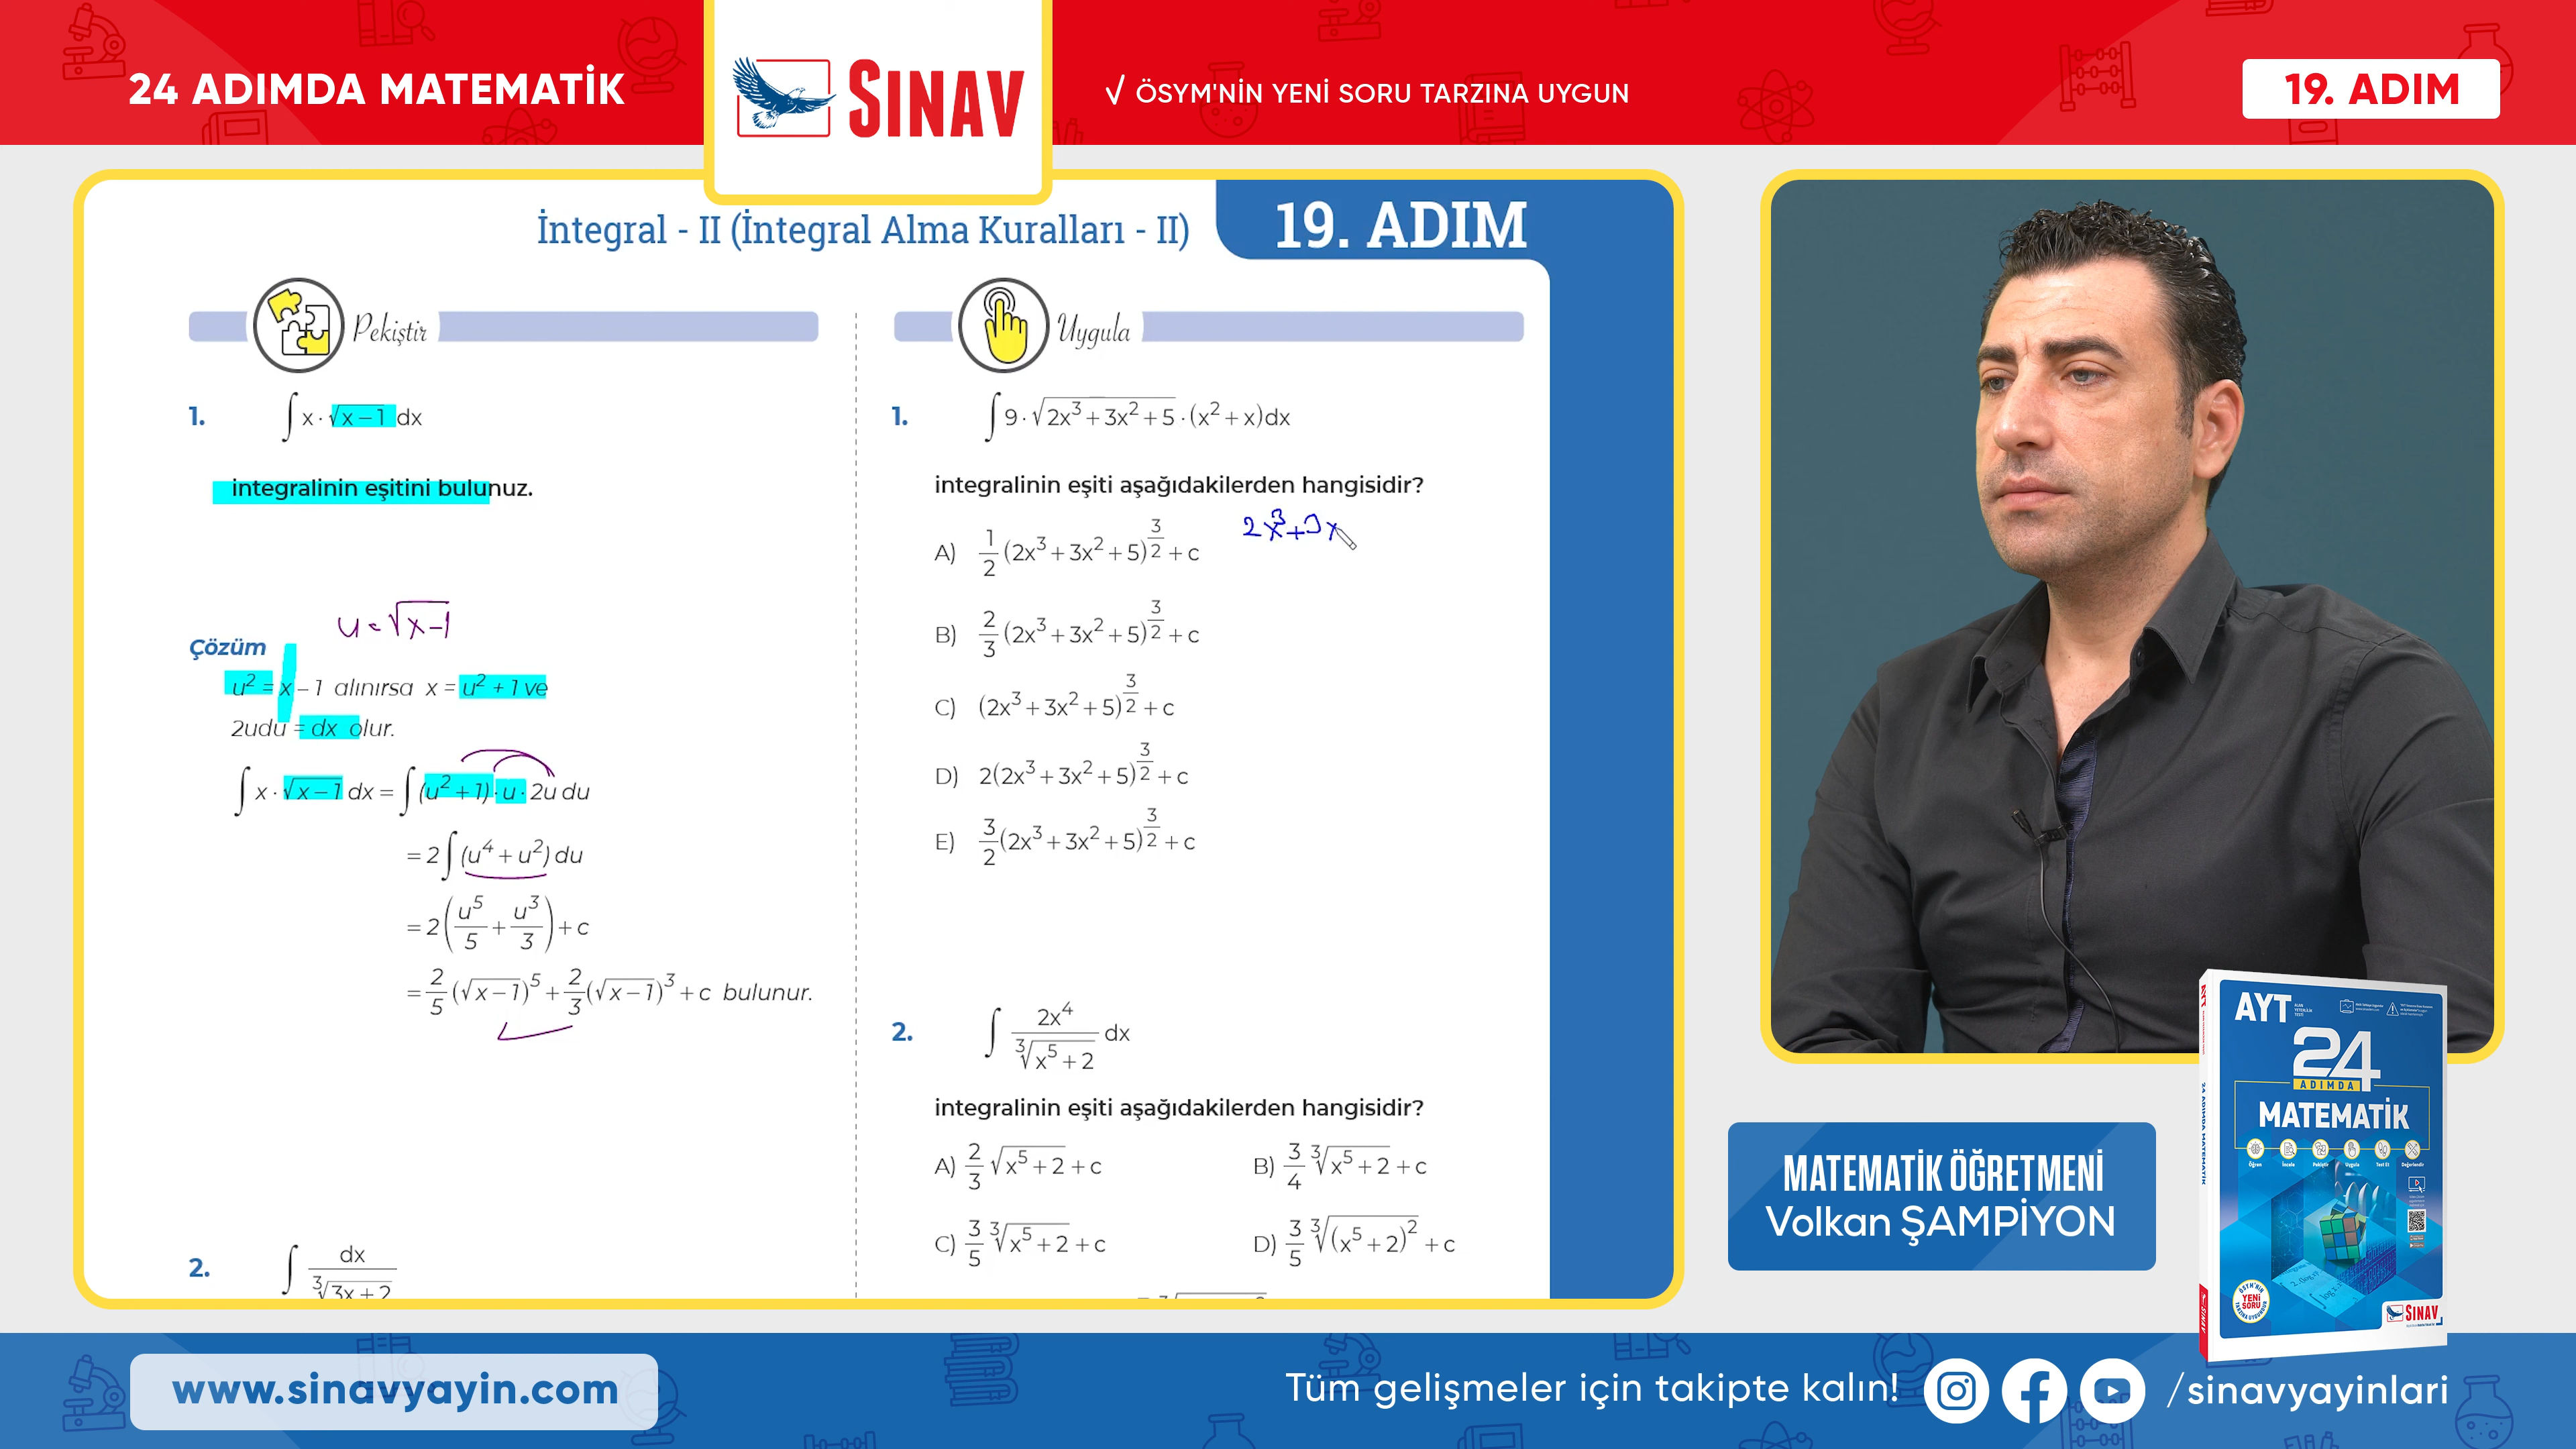 24 ADIMDA MATEMATİK
SINAV
√ ÖSYM'NİN YENİ SORU TARZINA UYGUN
19. ADIM
İntegral - II (İntegral Alma Kuralları - II)
19. ADIM
Pekiştir
1. ∫ x · √(x – 1) dx
integralinin eşitini bulunuz.
u = √(x – 1)
Çözüm
u² = x – 1 alınırsa x = u² + 1 ve
2udu = dx olur.
∫ x · √(x – 1) dx = ∫ (u² + 1) · u · 2u du
= 2∫ (u⁴ + u²) du
= 2(u⁵/5 + u³/3) + c
= 2/5 (√(x – 1))⁵ + 2/3 (√(x – 1))³ + c bulunur.
2. ∫ dx / ∛(3x + 2)
Uygula
1. ∫ 9 · √(2x³ + 3x² + 5) · (x² + x)dx
integralinin eşiti aşağıdakilerden hangisidir?
2x³+3x
A) 1/2 (2x³ + 3x² + 5)^(3/2) + c
B) 2/3 (2x³ + 3x² + 5)^(3/2) + c
C) (2x³ + 3x² + 5)^(3/2) + c
D) 2(2x³ + 3x² + 5)^(3/2) + c
E) 3/2 (2x³ + 3x² + 5)^(3/2) + c
2. ∫ 2x⁴ / ∛(x⁵ + 2) dx
integralinin eşiti aşağıdakilerden hangisidir?
A) 2/3 √(x⁵ + 2) + c
B) 3/4 ∛(x⁵ + 2) + c
C) 3/5 ∛(x⁵ + 2) + c
D) 3/5 ∛((x⁵ + 2)²) + c
MATEMATİK ÖĞRETMENİ
Volkan ŞAMPİYON
AYT
24
ADIMDA
MATEMATİK
24 ADIMDA MATEMATİK
YENİ
SORU
SINAV
www.sinavyayin.com
Tüm gelişmeler için takipte kalın!
/sinavyayinlari